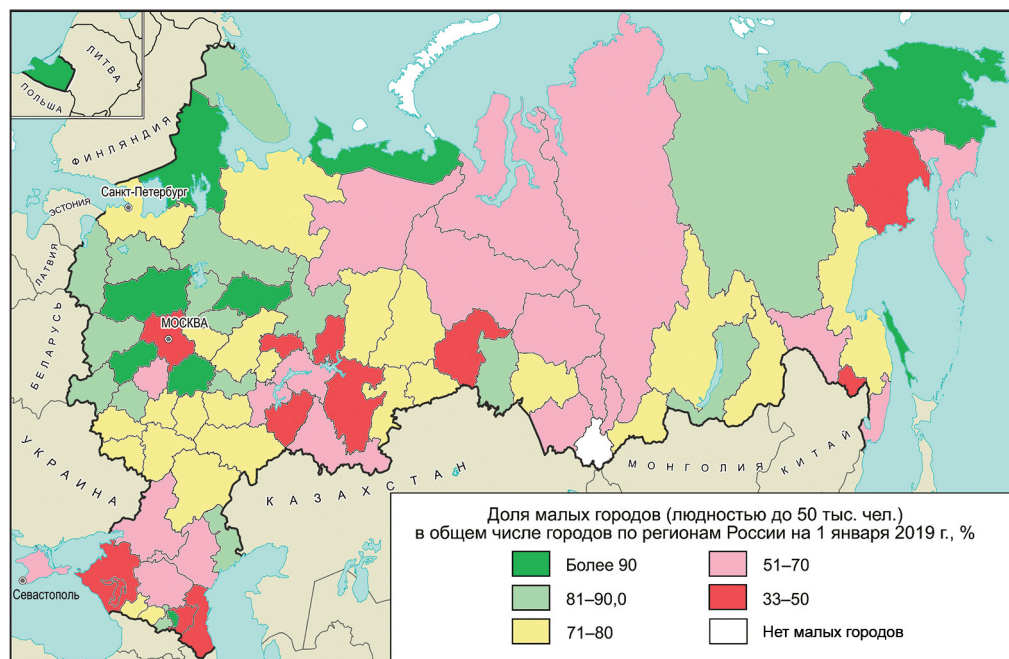 ЛИТВА
ПОЛЬША
ФИНЛЯНДИЯ
Санкт-Петербург
ЭСТОНИЯ
ЛАТВИЯ
БЕЛАРУСЬ
МОСКВА
УКРАИНА
КАЗАХСТАН
МОНГОЛИЯ
КИТАЙ
Севастополь
Доля малых городов (людностью до 50 тыс. чел.)
в общем числе городов по регионам России на 1 января 2019 г., %
Более 90
51–70
81–90,0
33–50
71–80
Нет малых городов